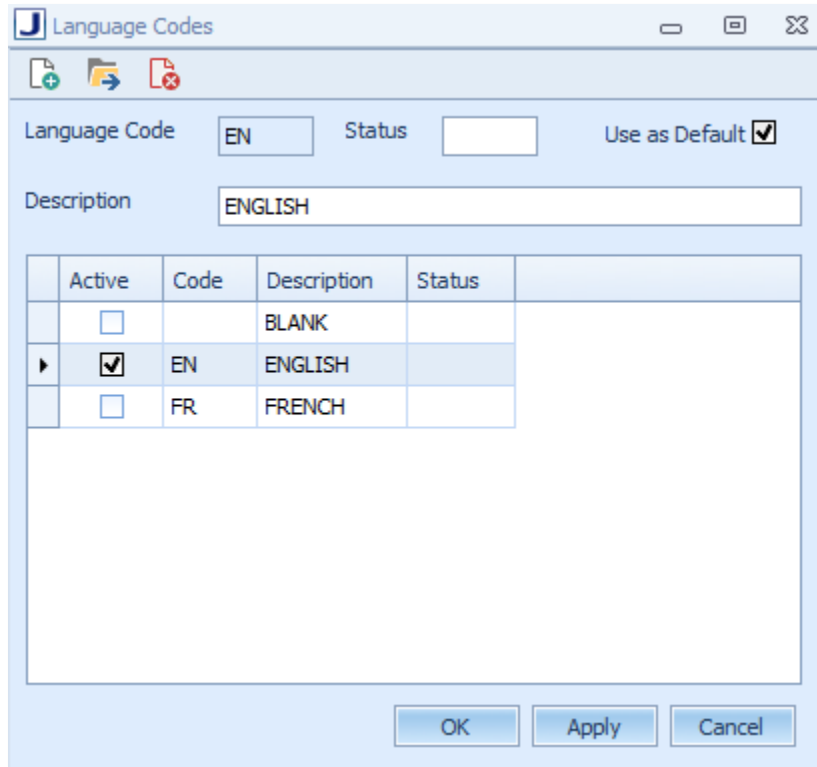 J Language Codes
Language Code EN Status Use as Default
Description ENGLISH
Active Code Description Status
BLANK
EN ENGLISH
FR FRENCH
OK Apply Cancel